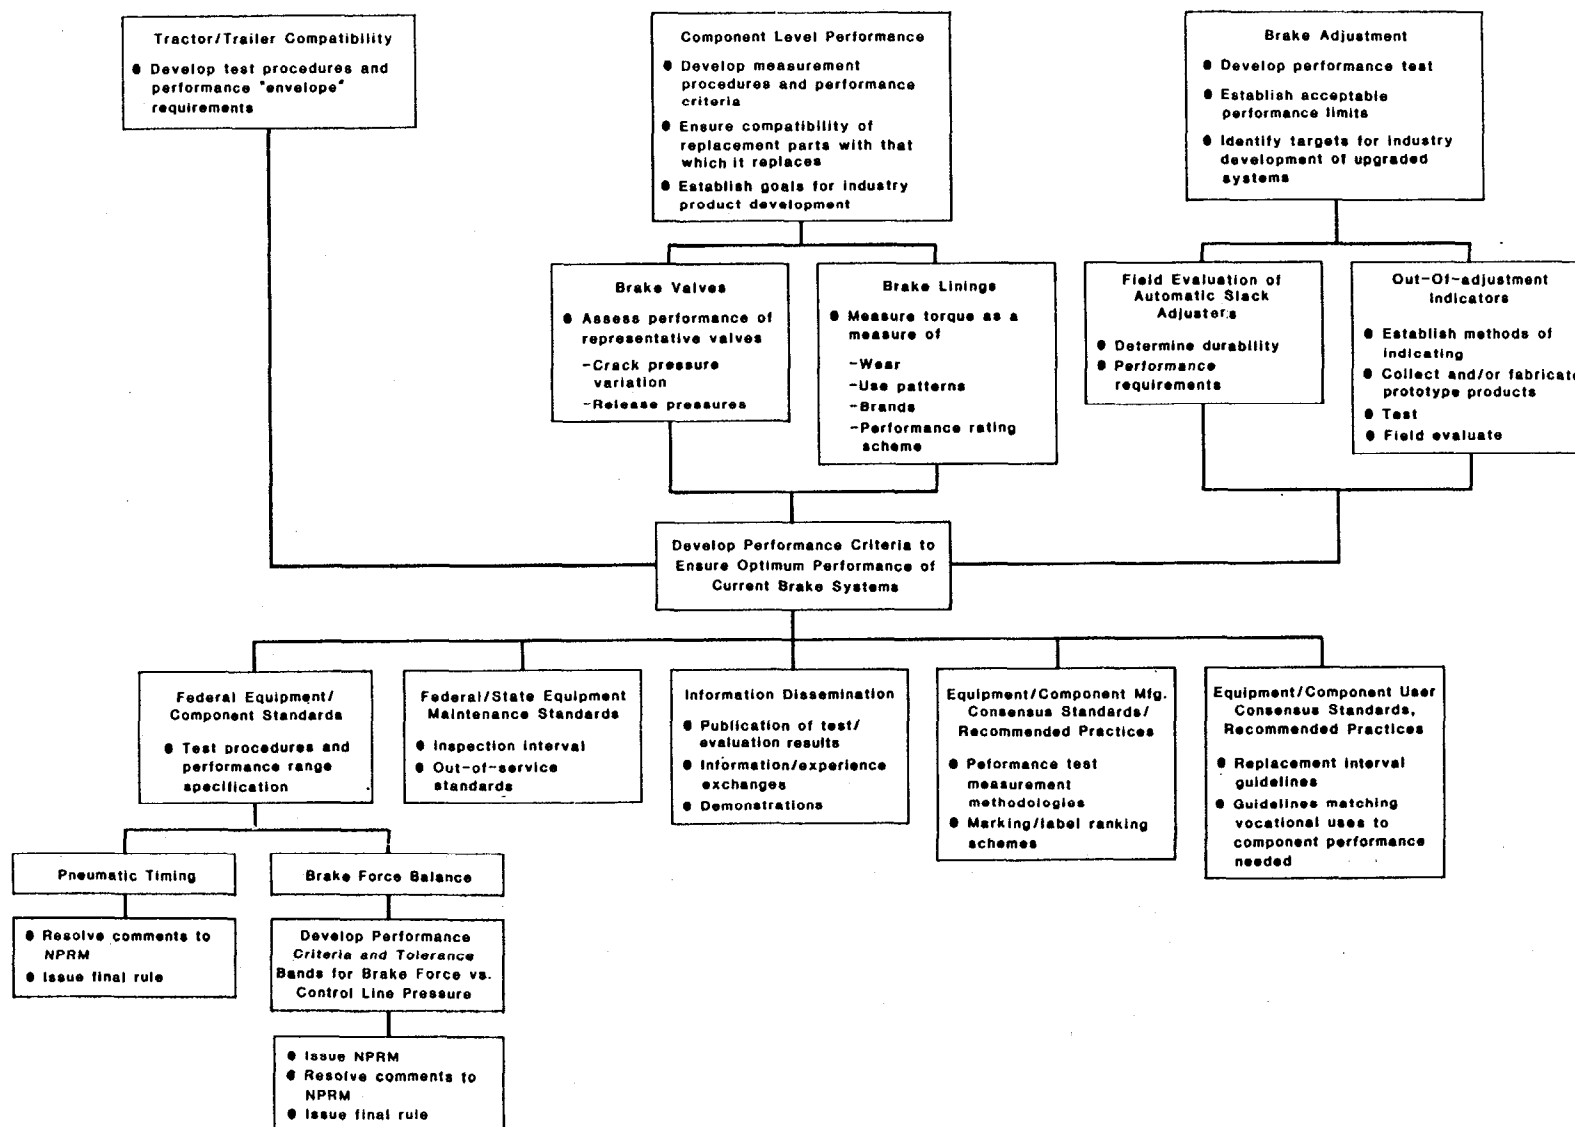 Tractor/Trailer Compatibility
● Develop test procedures and
performance "envelope"
requirements
Component Level Performance
● Develop measurement
procedures and performance
criteria
● Ensure compatibility of
replacement parts with that
which it replaces
● Establish goals for industry
product development
Brake Adjustment
● Develop performance test
● Establish acceptable
performance limits
● Identify targets for industry
development of upgraded
systems
Brake Valves
● Assess performance of
representative valves
-Crack pressure
variation
-Release pressures
Brake Linings
● Measure torque as a
measure of
-Wear
-Use patterns
-Brands
-Performance rating
scheme
Field Evaluation of
Automatic Slack
Adjusters
● Determine durability
● Performance
requirements
Out-Of-adjustment
Indicators
● Establish methods of
indicating
● Collect and/or fabricate
prototype products
● Test
● Field evaluate
Develop Performance Criteria to
Ensure Optimum Performance of
Current Brake Systems
Federal Equipment/
Component Standards
● Test procedures and
performance range
specification
Federal/State Equipment
Maintenance Standards
● Inspection interval
● Out-of-service
standards
Information Dissemination
● Publication of test/
evaluation results
● Information/experience
exchanges
● Demonstrations
Equipment/Component Mfg.
Consensus Standards/
Recommended Practices
● Peformance test
measurement
methodologies
● Marking/label ranking
schemes
Equipment/Component User
Consensus Standards,
Recommended Practices
● Replacement interval
guidelines
● Guidelines matching
vocational uses to
component performance
needed
Pneumatic Timing
● Resolve comments to
NPRM
● Issue final rule
Brake Force Balance
Develop Performance
Criteria and Tolerance
Bands for Brake Force vs.
Control Line Pressure
● Issue NPRM
● Resolve comments to
NPRM
● Issue final rule